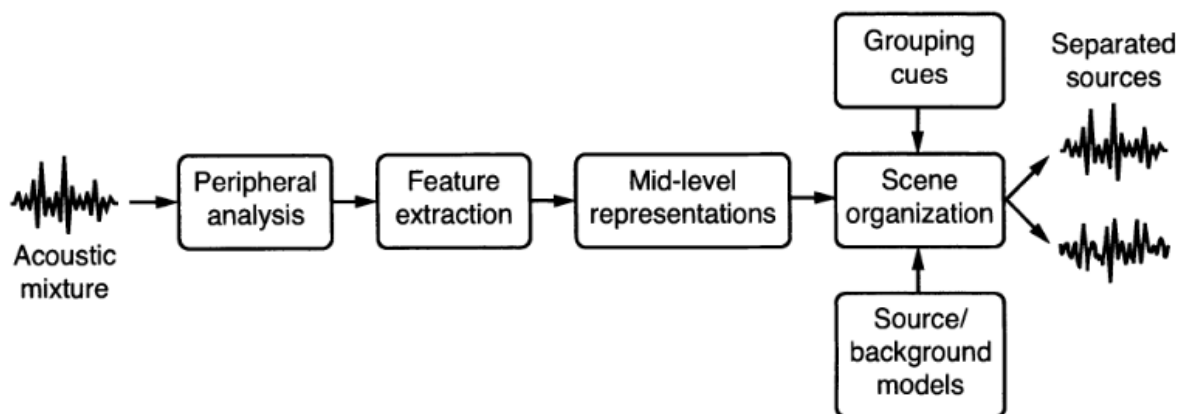 Acoustic
mixture
Peripheral
analysis
Feature
extraction
Mid-level
representations
Grouping
cues
Scene
organization
Source/
background
models
Separated
sources